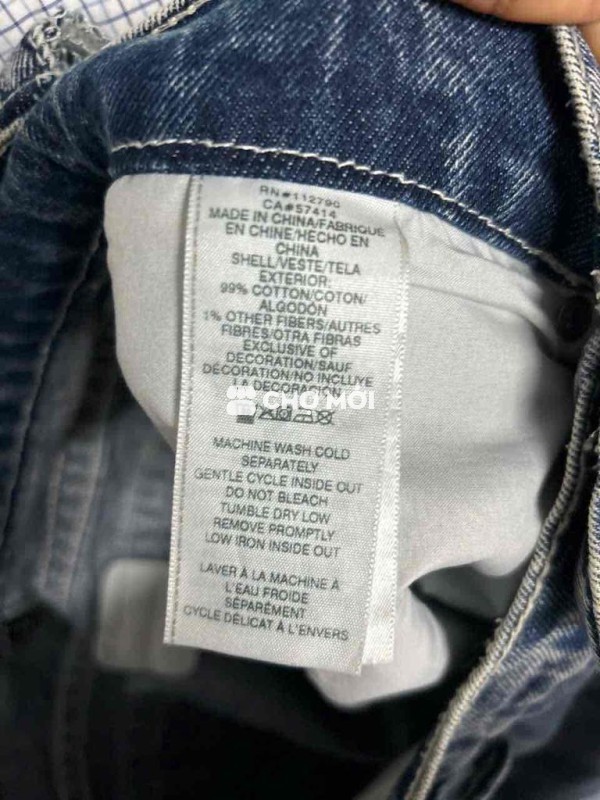 RN#112790
CA#57414
MADE IN CHINA/FABRIQUE
EN CHINE/HECHO EN
CHINA
SHELL/VESTE/TELA
EXTERIOR:
99% COTTON/COTON/
ALGODÓN
1% OTHER FIBERS/AUTRES
FIBRES/OTRA FIBRAS
EXCLUSIVE OF
DECORATION/SAUF
DÉCORATION/NO INCLUYE
LA DECORACIÓN
CHỢ MỚI
MACHINE WASH COLD
SEPARATELY
GENTLE CYCLE INSIDE OUT
DO NOT BLEACH
TUMBLE DRY LOW
REMOVE PROMPTLY
LOW IRON INSIDE OUT
LAVER À LA MACHINE À
L'EAU FROIDE
SÉPARÉMENT
CYCLE DÉLICAT À L'ENVERS